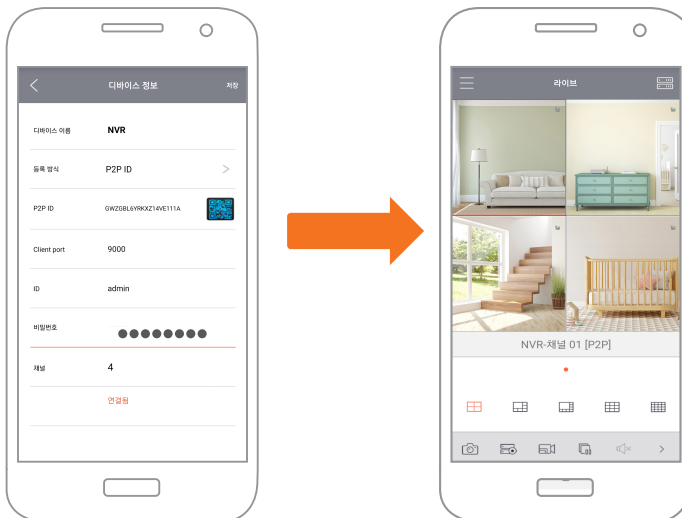 디바이스 정보
저장
디바이스 이름 NVR
등록 방식 P2P ID
P2P ID GWZGBL6YRKXZ14VE111A
Client port 9000
ID admin
비밀번호
채널 4
연결됨
라이브
NVR-채널 01 [P2P]